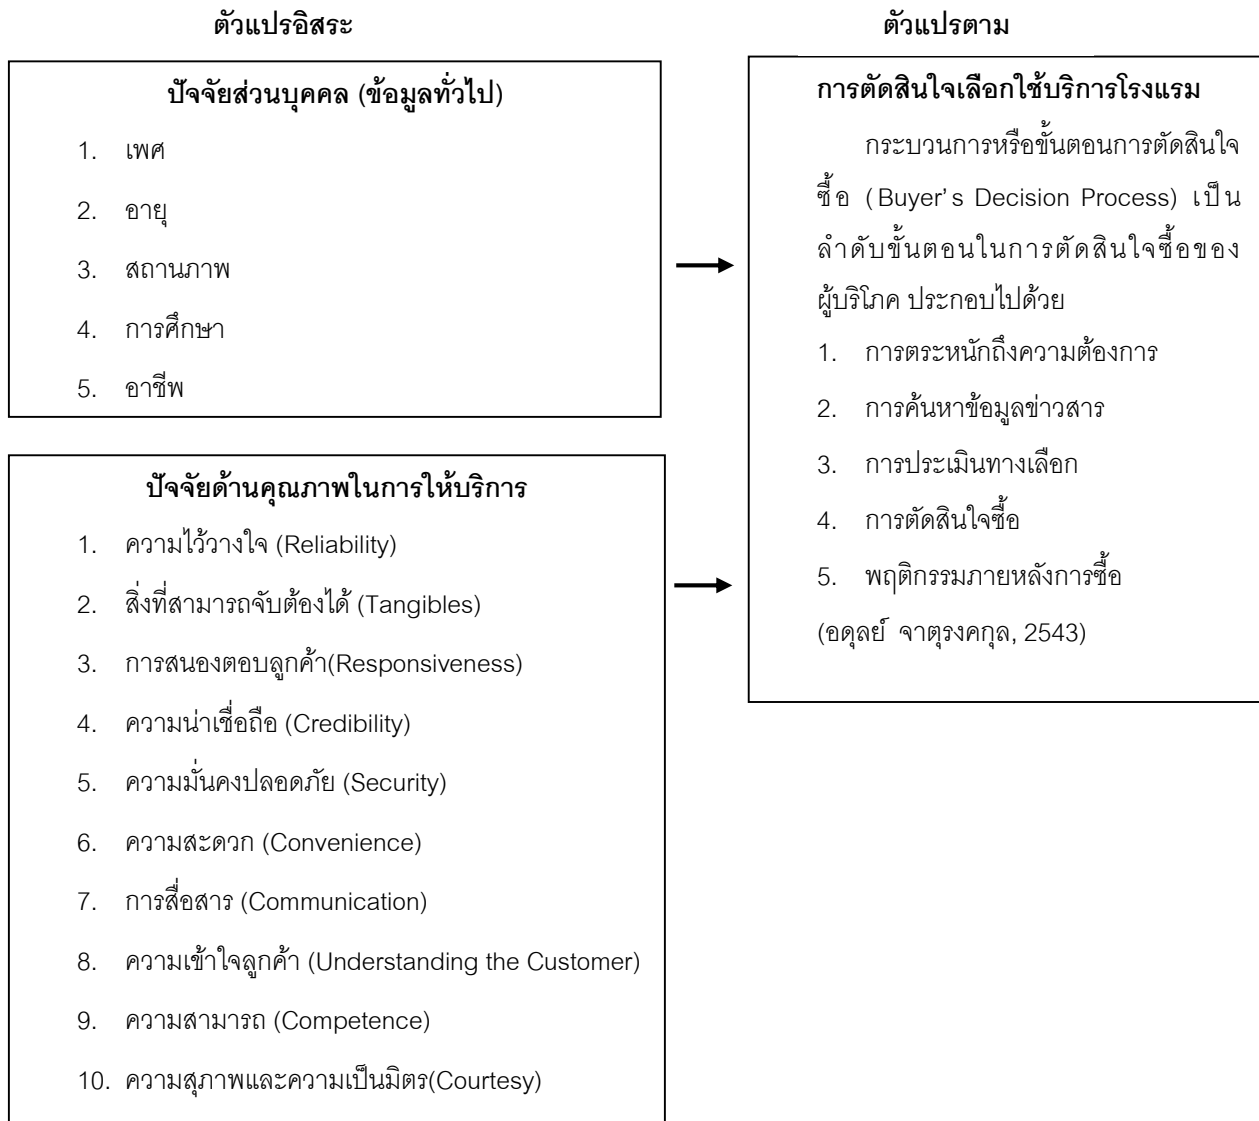 ตัวแปรอิสระ
ปัจจัยส่วนบุคคล (ข้อมูลทั่วไป)
1. เพศ
2. อายุ
3. สถานภาพ
4. การศึกษา
5. อาชีพ
ปัจจัยด้านคุณภาพในการให้บริการ
1. ความไว้วางใจ (Reliability)
2. สิ่งที่สามารถจับต้องได้ (Tangibles)
3. การสนองตอบลูกค้า(Responsiveness)
4. ความน่าเชื่อถือ (Credibility)
5. ความมั่นคงปลอดภัย (Security)
6. ความสะดวก (Convenience)
7. การสื่อสาร (Communication)
8. ความเข้าใจลูกค้า (Understanding the Customer)
9. ความสามารถ (Competence)
10. ความสุภาพและความเป็นมิตร(Courtesy)
ตัวแปรตาม
การตัดสินใจเลือกใช้บริการโรงแรม
กระบวนการหรือขั้นตอนการตัดสินใจ
ซื้อ (Buyer's Decision Process) เป็น
ลำดับขั้นตอนในการตัดสินใจซื้อของ
ผู้บริโภค ประกอบไปด้วย
1. การตระหนักถึงความต้องการ
2. การค้นหาข้อมูลข่าวสาร
3. การประเมินทางเลือก
4. การตัดสินใจซื้อ
5. พฤติกรรมภายหลังการซื้อ
(อดุลย์ จาตุรงคกุล, 2543)